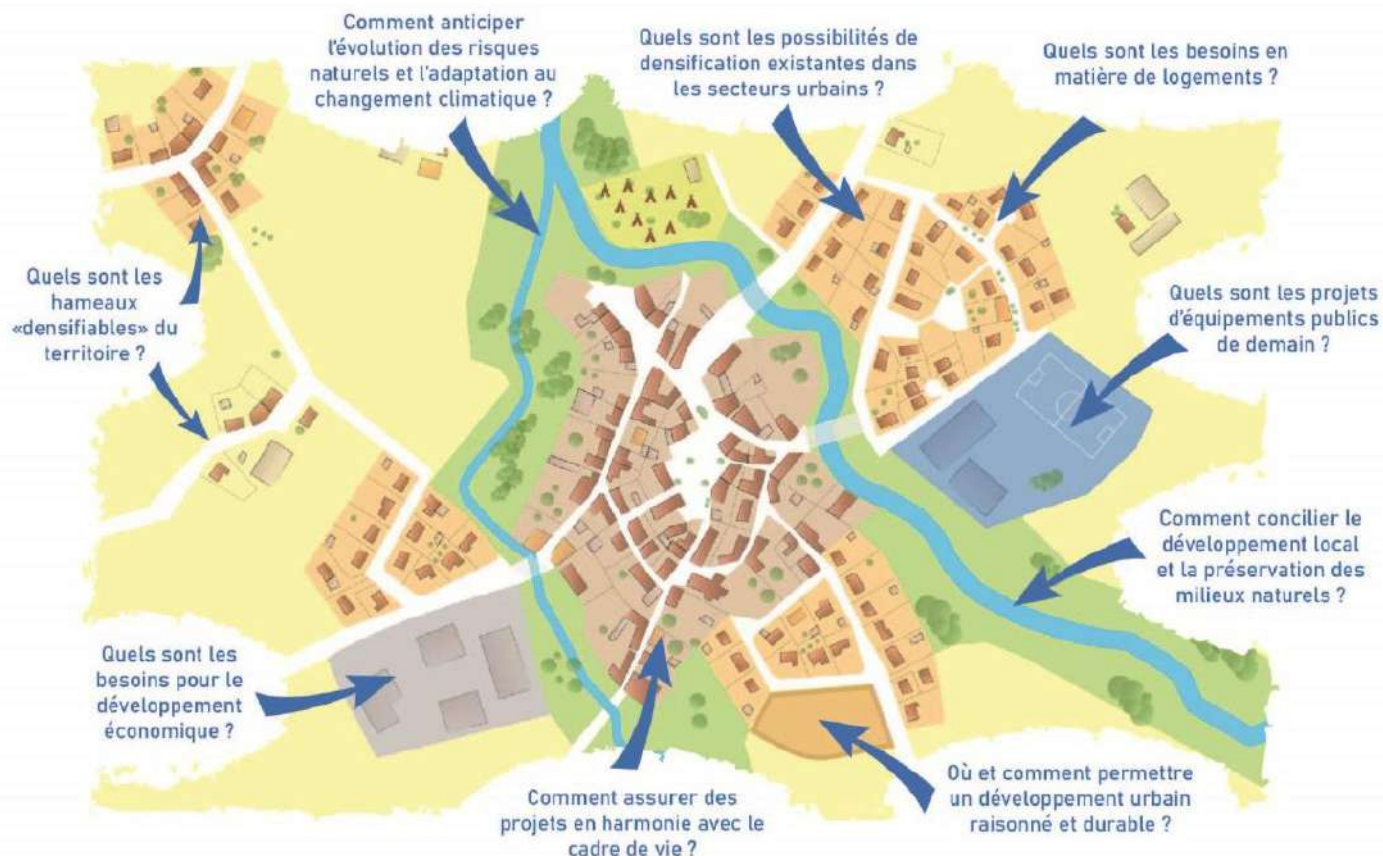 Comment anticiper
l'évolution des risques
naturels et l'adaptation au
changement climatique ?
Quels sont les possibilités de
densification existantes dans
les secteurs urbains ?
Quels sont les besoins en
matière de logements ?
Quels sont les
hameaux
«densifiables» du
territoire ?
Quels sont les projets
d'équipements publics
de demain ?
Comment concilier le
développement local
et la préservation des
milieux naturels ?
Quels sont les
besoins pour le
développement
économique ?
Comment assurer des
projets en harmonie avec le
cadre de vie ?
Où et comment permettre
un développement urbain
raisonné et durable ?